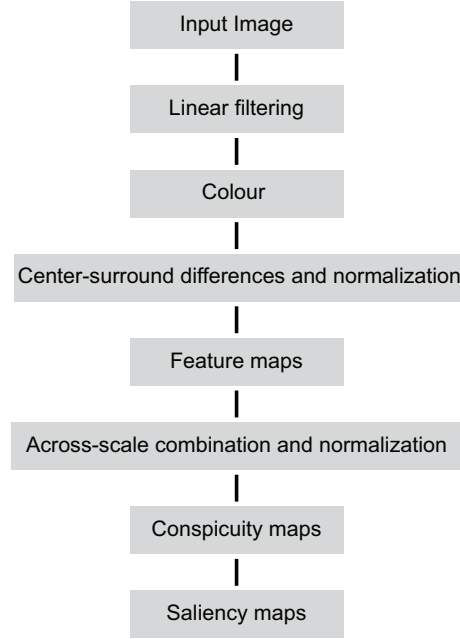 Input Image
Linear filtering
Colour
Center-surround differences and normalization
Feature maps
Across-scale combination and normalization
Conspicuity maps
Saliency maps